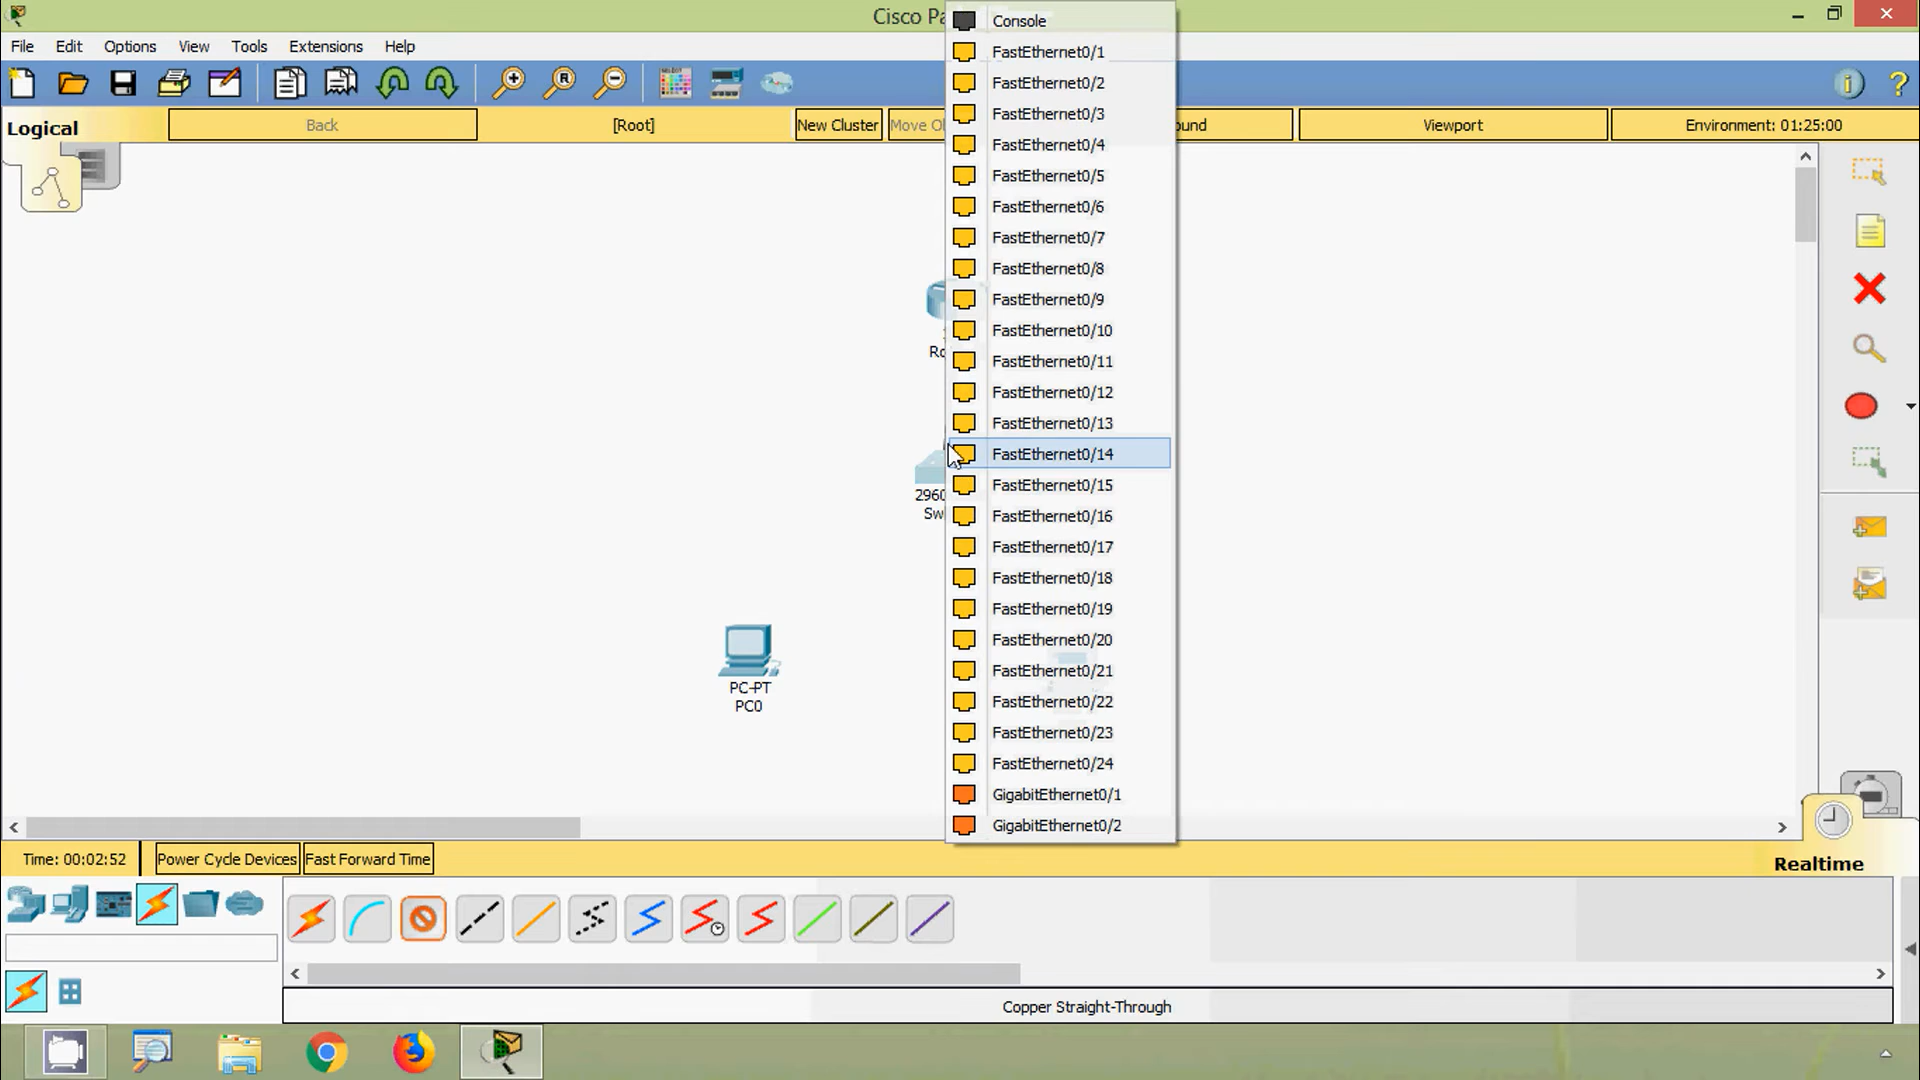 Cisco Pa
File Edit Options View Tools Extensions Help
Logical Back [Root] New Cluster Move Ob ound Viewport Environment: 01:25:00
Console
FastEthernet0/1
FastEthernet0/2
FastEthernet0/3
FastEthernet0/4
FastEthernet0/5
FastEthernet0/6
FastEthernet0/7
FastEthernet0/8
FastEthernet0/9
FastEthernet0/10
FastEthernet0/11
FastEthernet0/12
FastEthernet0/13
FastEthernet0/14
FastEthernet0/15
FastEthernet0/16
FastEthernet0/17
FastEthernet0/18
FastEthernet0/19
FastEthernet0/20
FastEthernet0/21
FastEthernet0/22
FastEthernet0/23
FastEthernet0/24
GigabitEthernet0/1
GigabitEthernet0/2
Ro
2960
Sw
PC-PT
PC0
Time: 00:02:52 Power Cycle Devices Fast Forward Time Realtime
Copper Straight-Through